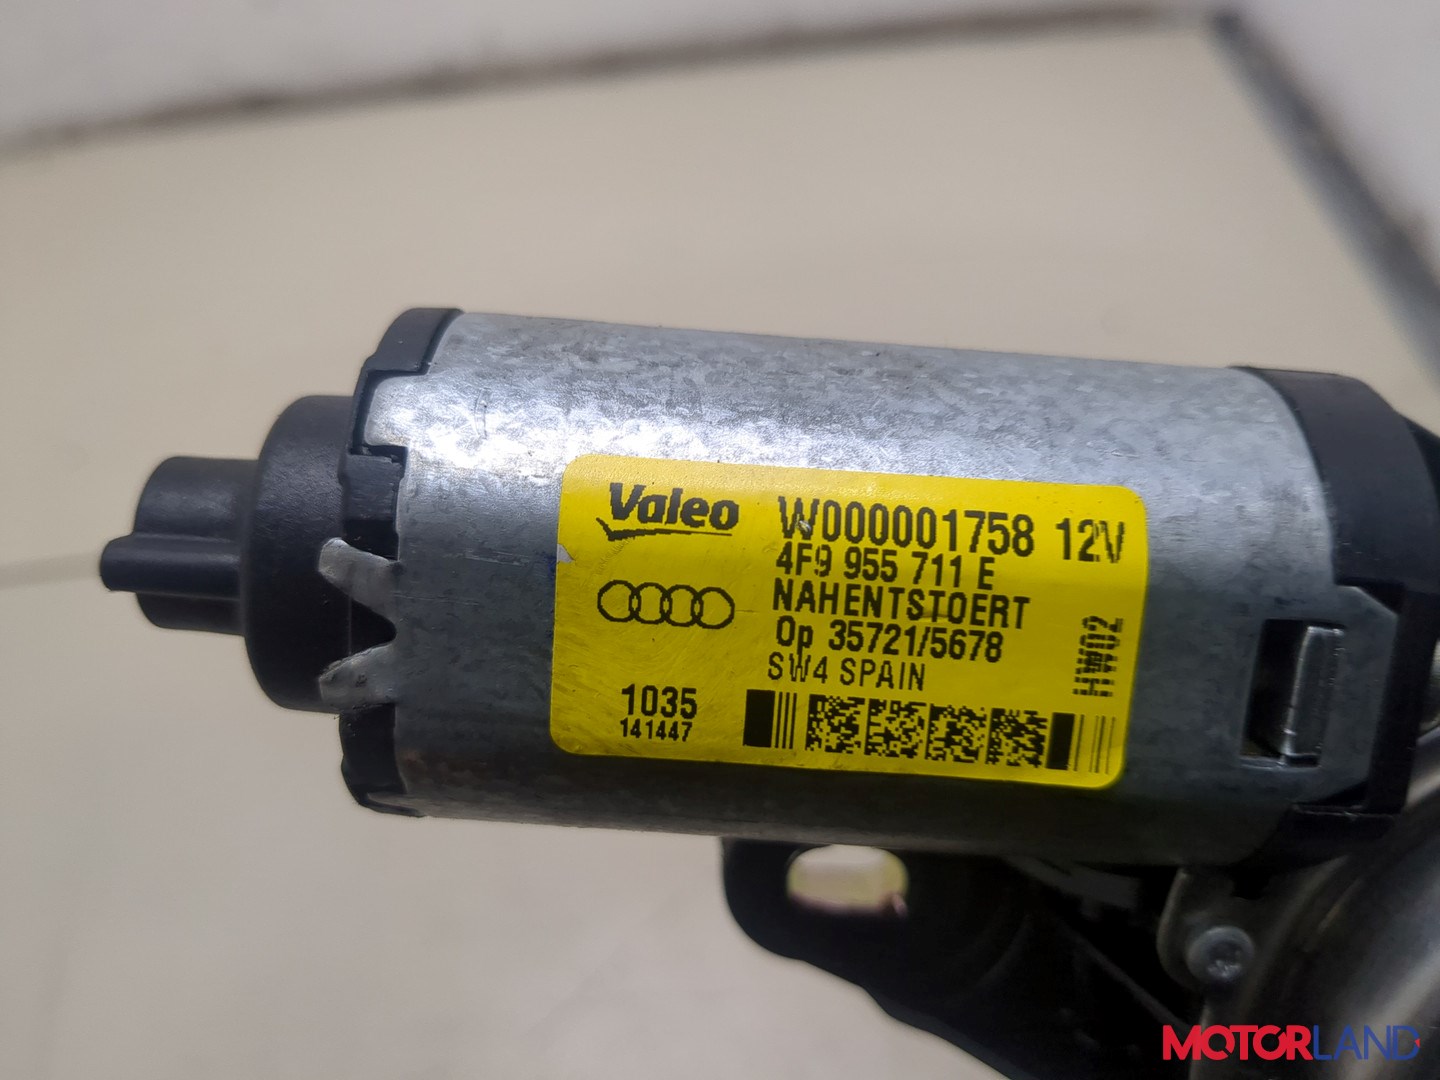 Valeo
W000001758 12V
4F9 955 711 E
NAHENTSTOERT
Op 35721/5678
SW4 SPAIN
HW02
1035
141447
MOTORLAND